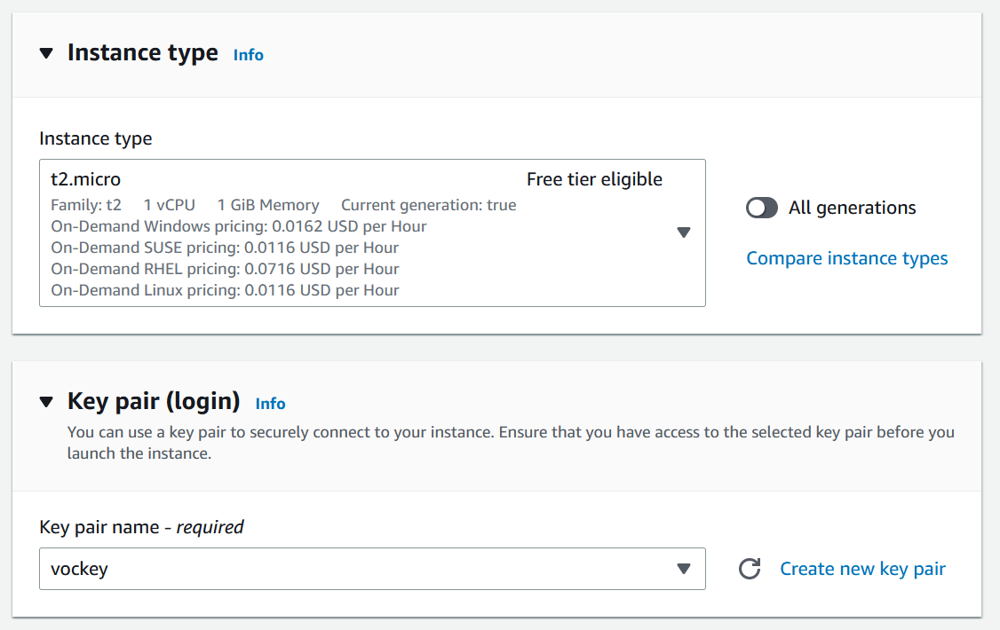 Instance type Info
Instance type
t2.micro Free tier eligible
Family: t2 1 vCPU 1 GiB Memory Current generation: true
On-Demand Windows pricing: 0.0162 USD per Hour
On-Demand SUSE pricing: 0.0116 USD per Hour
On-Demand RHEL pricing: 0.0716 USD per Hour
On-Demand Linux pricing: 0.0116 USD per Hour
All generations
Compare instance types
Key pair (login) Info
You can use a key pair to securely connect to your instance. Ensure that you have access to the selected key pair before you
launch the instance.
Key pair name - required
vockey
Create new key pair